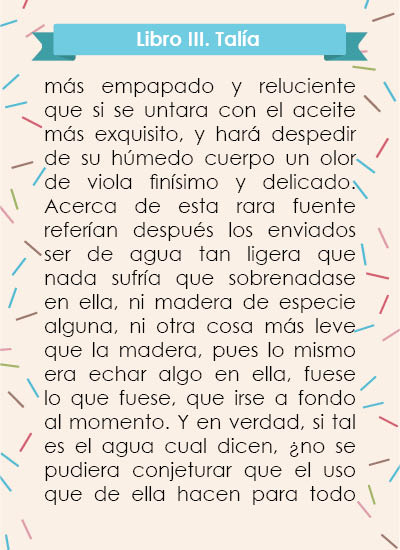 Libro III. Talía
más empapado y reluciente
que si se untara con el aceite
más exquisito, y hará despedir
de su húmedo cuerpo un olor
de viola finísimo y delicado.
Acerca de esta rara fuente
referían después los enviados
ser de agua tan ligera que
nada sufría que sobrenadase
en ella, ni madera de especie
alguna, ni otra cosa más leve
que la madera, pues lo mismo
era echar algo en ella, fuese
lo que fuese, que irse a fondo
al momento. Y en verdad, si tal
es el agua cual dicen, ¿no se
pudiera conjeturar que el uso
que de ella hacen para todo